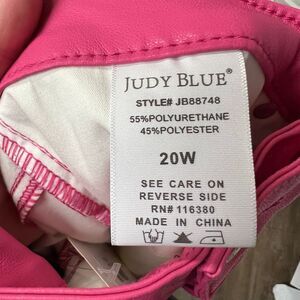 JUDY BLUE®
STYLE# JB88748
55%POLYURETHANE
45%POLYESTER
20W
SEE CARE ON
REVERSE SIDE
RN# 116380
MADE IN CHINA